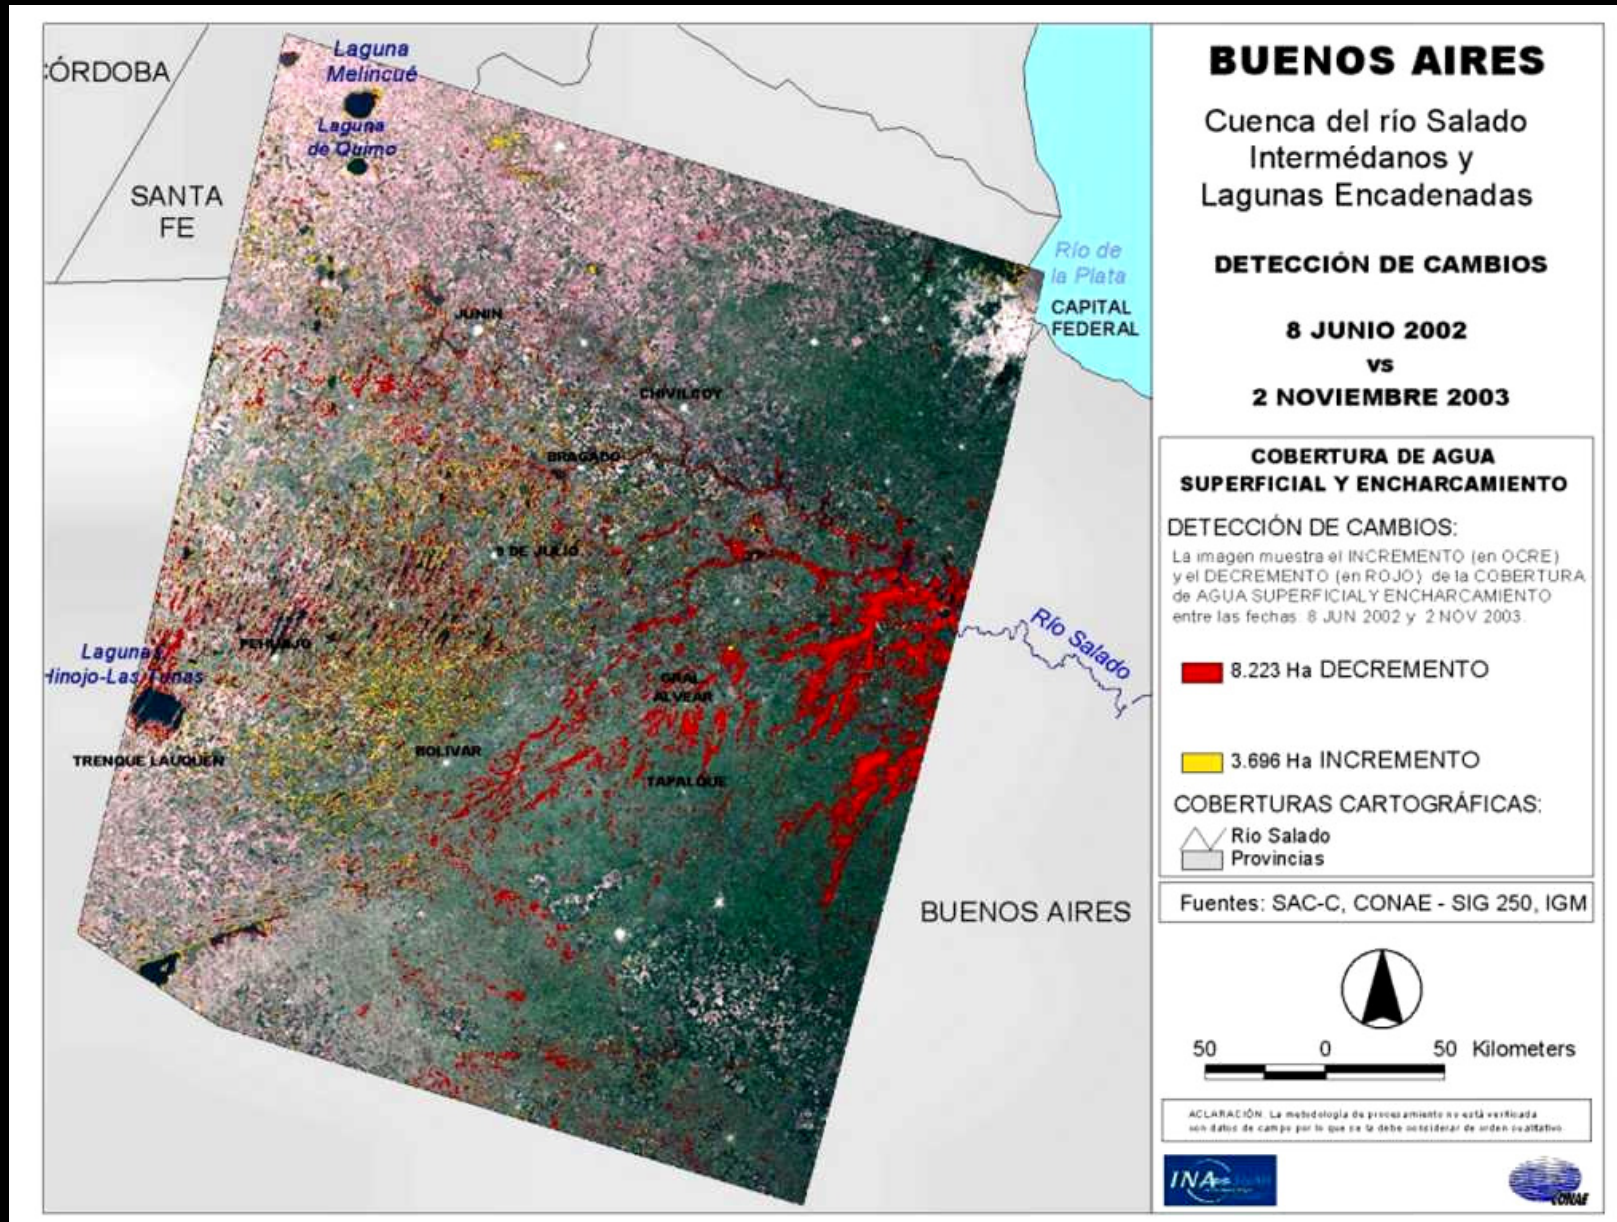 Laguna
Melincué
:ÓRDOBA
Laguna
de Quirno
SANTA
FE
Río de
la Plata
CAPITAL
FEDERAL
JUNIN
CHIVILCOY
BRAGADO
9 DE JULIO
PEHUAJO
Lagunas
Hinojo-Las Tunas
Río Salado
GRAL
ALVEAR
BOLIVAR
TRENQUE LAUQUEN
TAPALQUE
BUENOS AIRES
BUENOS AIRES
Cuenca del río Salado
Intermédanos y
Lagunas Encadenadas
DETECCIÓN DE CAMBIOS
8 JUNIO 2002
vs
2 NOVIEMBRE 2003
COBERTURA DE AGUA
SUPERFICIAL Y ENCHARCAMIENTO
DETECCIÓN DE CAMBIOS:
La imagen muestra el INCREMENTO (en OCRE)
y el DECREMENTO (en ROJO) de la COBERTURA
de AGUA SUPERFICIAL Y ENCHARCAMIENTO
entre las fechas: 8 JUN 2002 y 2 NOV 2003.
8.223 Ha DECREMENTO
3.696 Ha INCREMENTO
COBERTURAS CARTOGRÁFICAS:
Río Salado
Provincias
Fuentes: SAC-C, CONAE - SIG 250, IGM
50 0 50 Kilometers
ACLARACIÓN: La metodología de procesamiento no está verificada
con datos de campo por lo que se la debe considerar de orden cualitativo
INA
CONAE